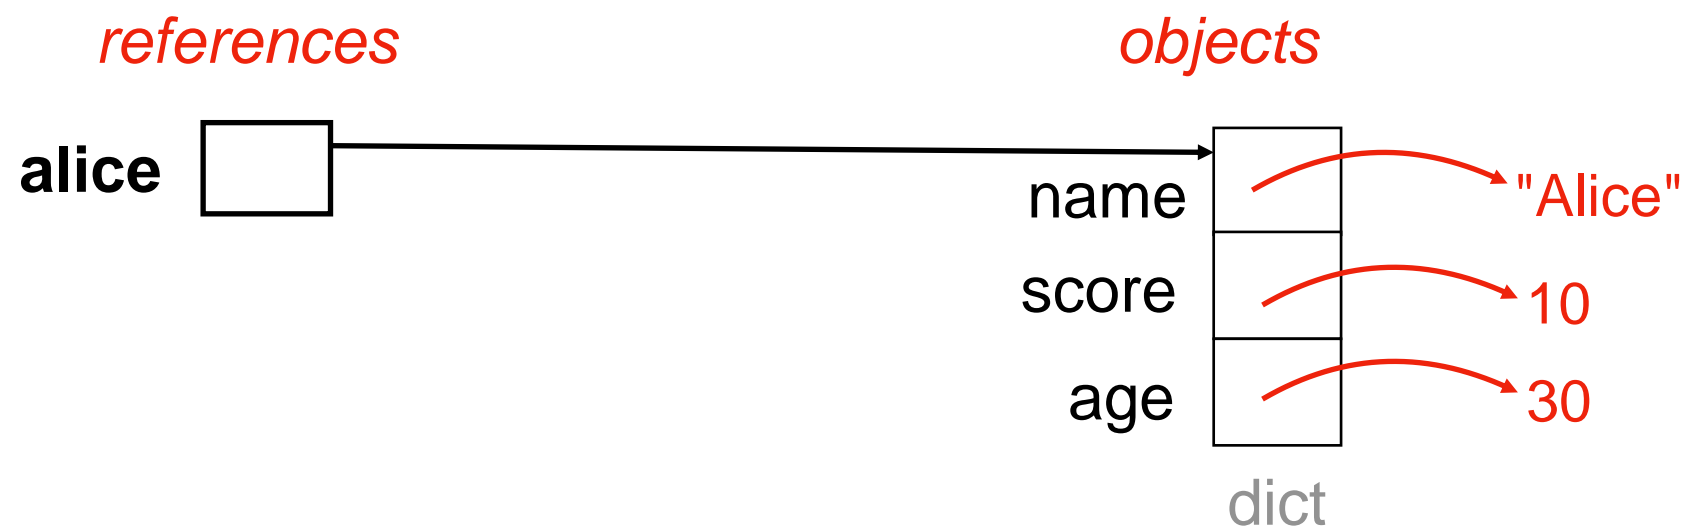 references objects
alice
name "Alice"
score 10
age 30
dict